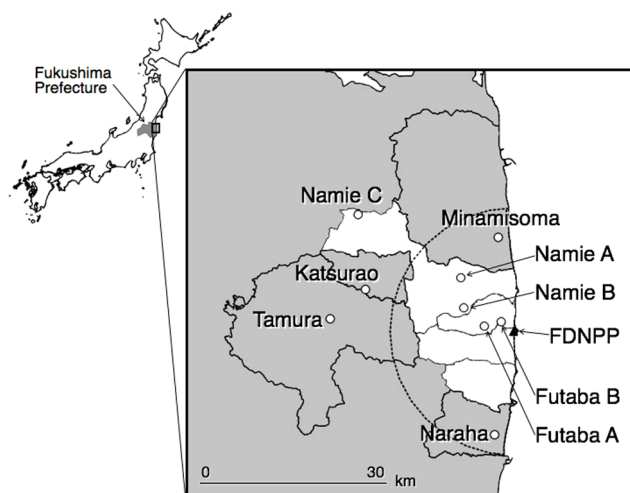 Fukushima
Prefecture
Namie C
Minamisoma
Namie A
Katsurao
Namie B
Tamura
FDNPP
Futaba B
Naraha
Futaba A
0 30 km